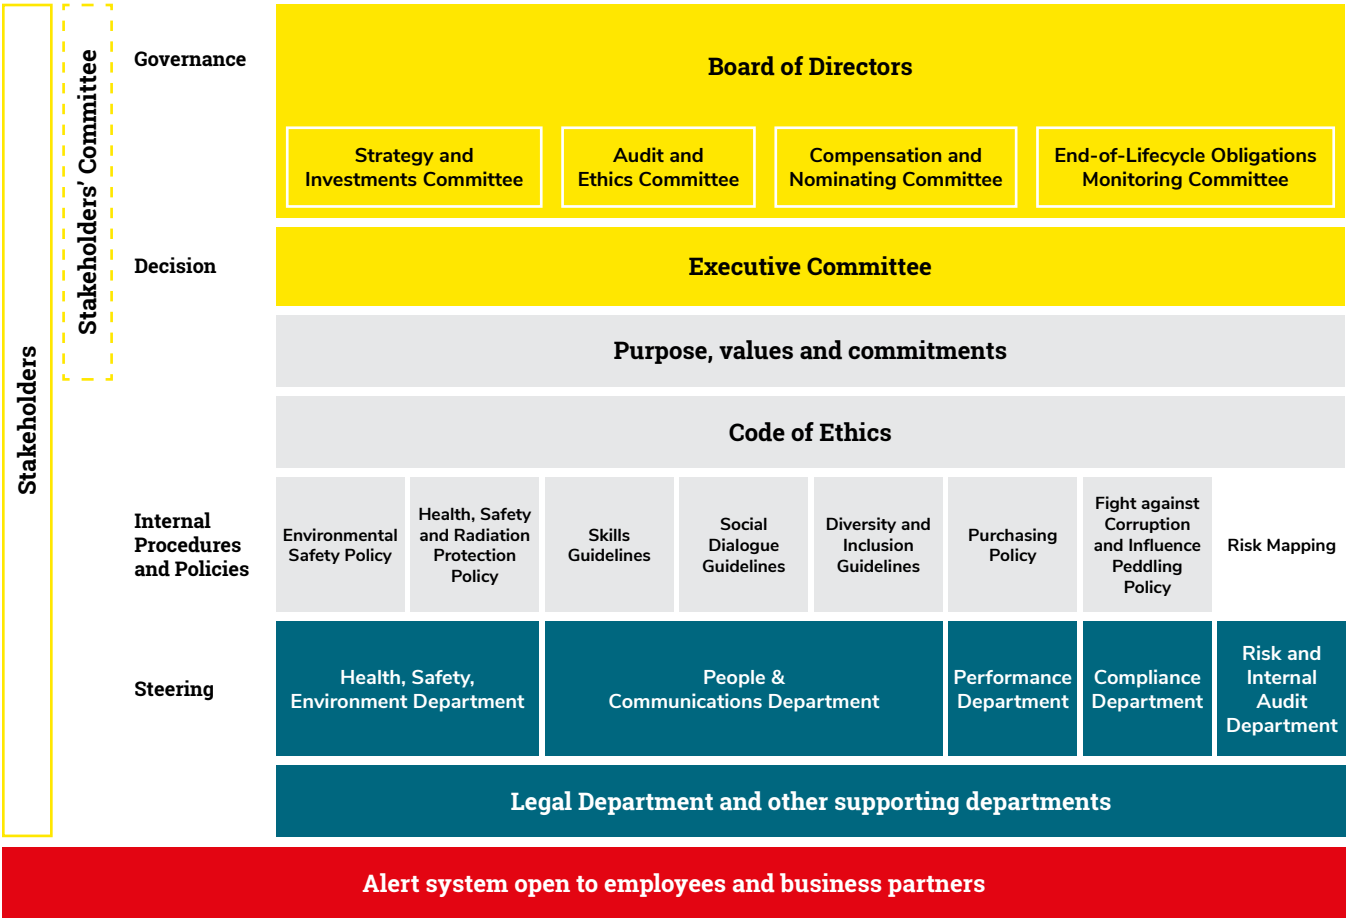 Stakeholders
Stakeholders’ Committee
Governance
Board of Directors
Strategy and
Investments Committee
Audit and
Ethics Committee
Compensation and
Nominating Committee
End-of-Lifecycle Obligations
Monitoring Committee
Decision
Executive Committee
Purpose, values and commitments
Code of Ethics
Internal
Procedures
and Policies
Environmental
Safety Policy
Health, Safety
and Radiation
Protection
Policy
Skills
Guidelines
Social
Dialogue
Guidelines
Diversity and
Inclusion
Guidelines
Purchasing
Policy
Fight against
Corruption
and Influence
Peddling
Policy
Risk Mapping
Steering
Health, Safety,
Environment Department
People &
Communications Department
Performance
Department
Compliance
Department
Risk and
Internal
Audit
Department
Legal Department and other supporting departments
Alert system open to employees and business partners